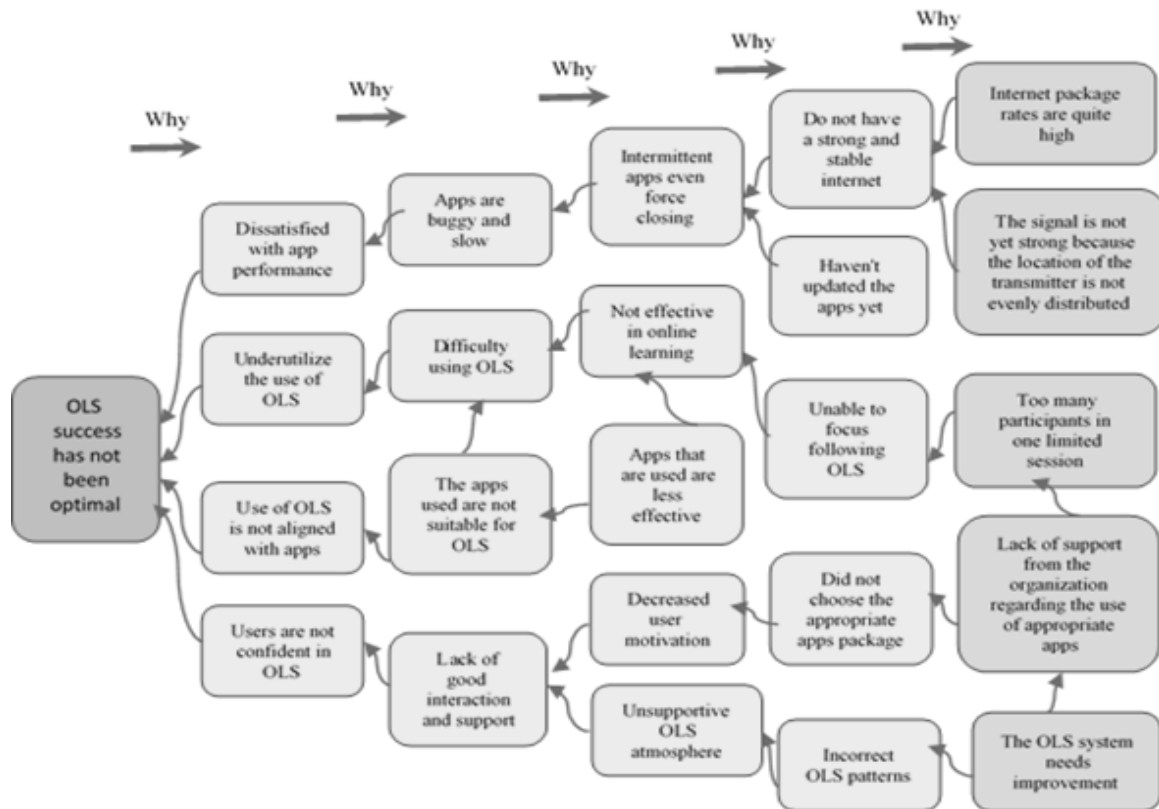 Why
Why
Why
Why
Why
OLS
success
has not
been
optimal
Dissatisfied
with app
performance
Underutilize
the use of
OLS
Use of OLS
is not aligned
with apps
Users are not
confident in
OLS
Apps are
buggy and
slow
Difficulty
using OLS
The apps
used are not
suitable for
OLS
Lack of
good
interaction
and support
Intermittent
apps even
force
closing
Not effective
in online
learning
Apps that
are used are
less
effective
Decreased
user
motivation
Unsupportive
OLS
atmosphere
Do not have
a strong and
stable
internet
Haven't
updated the
apps yet
Unable to
focus
following
OLS
Did not
choose the
appropriate
apps package
Incorrect
OLS patterns
Internet package
rates are quite
high
The signal is not
yet strong because
the location of the
transmitter is not
evenly distributed
Too many
participants in
one limited
session
Lack of support
from the
organization
regarding the use
of appropriate
apps
The OLS system
needs
improvement